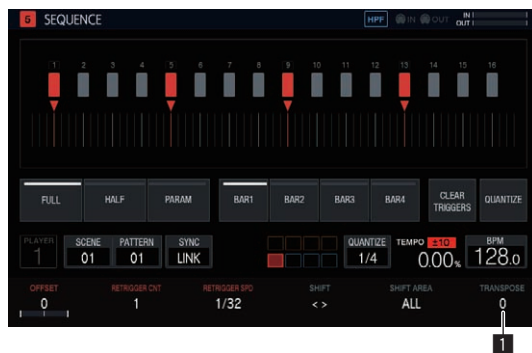 5 SEQUENCE HPF IN OUT IN OUT
1 2 3 4 5 6 7 8 9 10 11 12 13 14 15 16
FULL HALF PARAM BAR1 BAR2 BAR3 BAR4 CLEAR TRIGGERS QUANTIZE
PLAYER 1 SCENE 01 PATTERN 01 SYNC LINK QUANTIZE 1/4 TEMPO ±10 0.00% BPM 128.0
OFFSET RETRIGGER CNT RETRIGGER SPD SHIFT SHIFT AREA TRANSPOSE
0 1 1/32 < > ALL 0
1